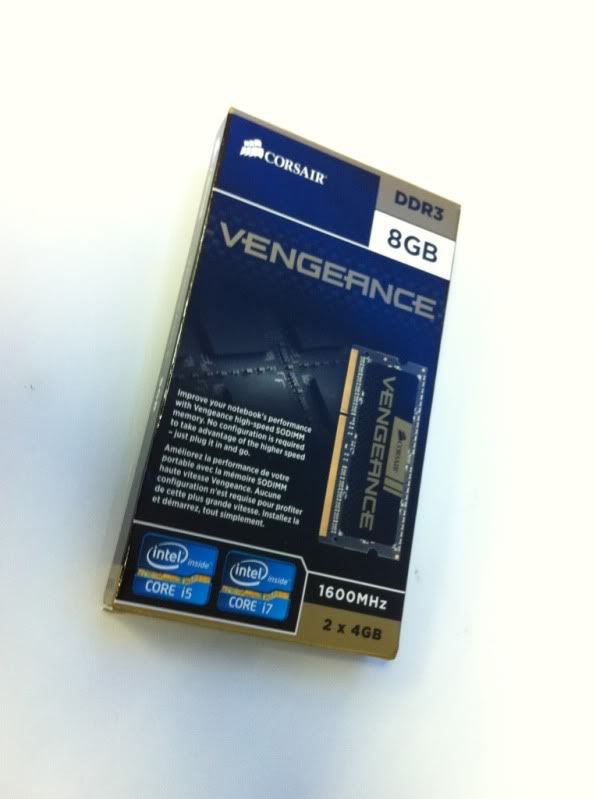 CORSAIR
DDR3
8GB
VENGEANCE
Improve your notebook's performance
with Vengeance high-speed SODIMM
memory. No configuration is required
to take advantage of the higher speed
– just plug it in and go.
Améliorez la performance de votre
portable avec la mémoire SODIMM
haute vitesse Vengeance. Aucune
configuration n'est requise pour profiter
de cette plus grande vitesse. Installez la
et démarrez, tout simplement.
VENGEANCE
CORSAIR
intel inside
CORE i5
intel inside
CORE i7
1600MHz
2 x 4GB